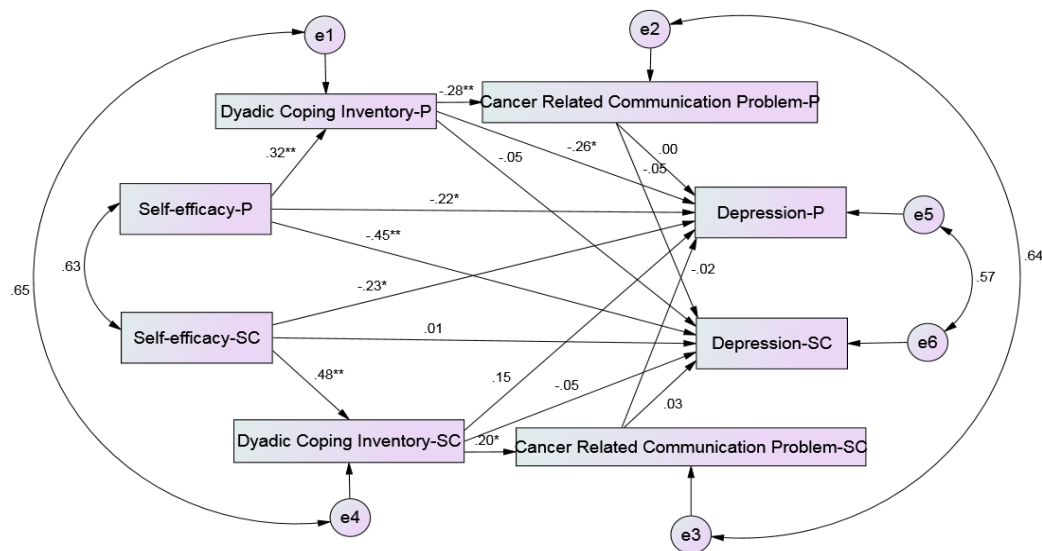 e1
e2
Dyadic Coping Inventory-P
-.28**
Cancer Related Communication Problem-P
.32**
-.05
-.26*
.00
-.05
Self-efficacy-P
-.22*
Depression-P
e5
-.45**
.63
.65
-.23*
-.02
.57
.64
Self-efficacy-SC
.01
Depression-SC
e6
.48**
.15
-.05
.03
Dyadic Coping Inventory-SC
.20*
Cancer Related Communication Problem-SC
e4
e3